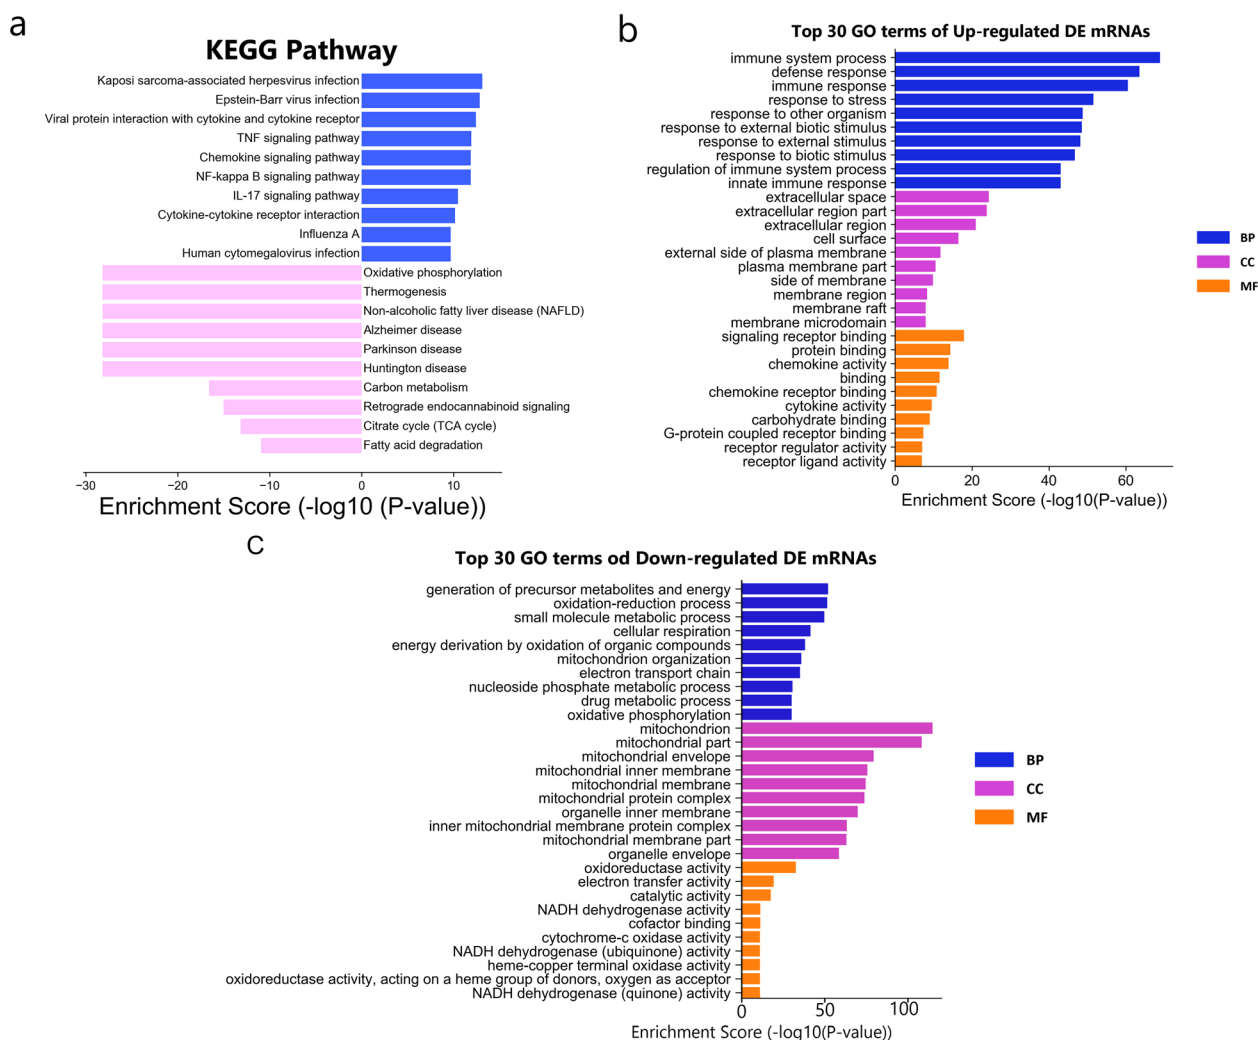 a
KEGG Pathway
Kaposi sarcoma-associated herpesvirus infection
Epstein-Barr virus infection
Viral protein interaction with cytokine and cytokine receptor
TNF signaling pathway
Chemokine signaling pathway
NF-kappa B signaling pathway
IL-17 signaling pathway
Cytokine-cytokine receptor interaction
Influenza A
Human cytomegalovirus infection
Oxidative phosphorylation
Thermogenesis
Non-alcoholic fatty liver disease (NAFLD)
Alzheimer disease
Parkinson disease
Huntington disease
Carbon metabolism
Retrograde endocannabinoid signaling
Citrate cycle (TCA cycle)
Fatty acid degradation
−30 −20 −10 0 10
Enrichment Score (-log10 (P-value))
b
Top 30 GO terms of Up-regulated DE mRNAs
immune system process
defense response
immune response
response to stress
response to other organism
response to external biotic stimulus
response to external stimulus
response to biotic stimulus
regulation of immune system process
innate immune response
extracellular space
extracellular region part
extracellular region
cell surface
external side of plasma membrane
plasma membrane part
side of membrane
membrane region
membrane raft
membrane microdomain
signaling receptor binding
protein binding
chemokine activity
binding
chemokine receptor binding
cytokine activity
carbohydrate binding
G-protein coupled receptor binding
receptor regulator activity
receptor ligand activity
0 20 40 60
Enrichment Score (-log10(P-value))
BP
CC
MF
C
Top 30 GO terms od Down-regulated DE mRNAs
generation of precursor metabolites and energy
oxidation-reduction process
small molecule metabolic process
cellular respiration
energy derivation by oxidation of organic compounds
mitochondrion organization
electron transport chain
nucleoside phosphate metabolic process
drug metabolic process
oxidative phosphorylation
mitochondrion
mitochondrial part
mitochondrial envelope
mitochondrial inner membrane
mitochondrial membrane
mitochondrial protein complex
organelle inner membrane
inner mitochondrial membrane protein complex
mitochondrial membrane part
organelle envelope
oxidoreductase activity
electron transfer activity
catalytic activity
NADH dehydrogenase activity
cofactor binding
cytochrome-c oxidase activity
NADH dehydrogenase (ubiquinone) activity
heme-copper terminal oxidase activity
oxidoreductase activity, acting on a heme group of donors, oxygen as acceptor
NADH dehydrogenase (quinone) activity
0 50 100
Enrichment Score (-log10(P-value))
BP
CC
MF